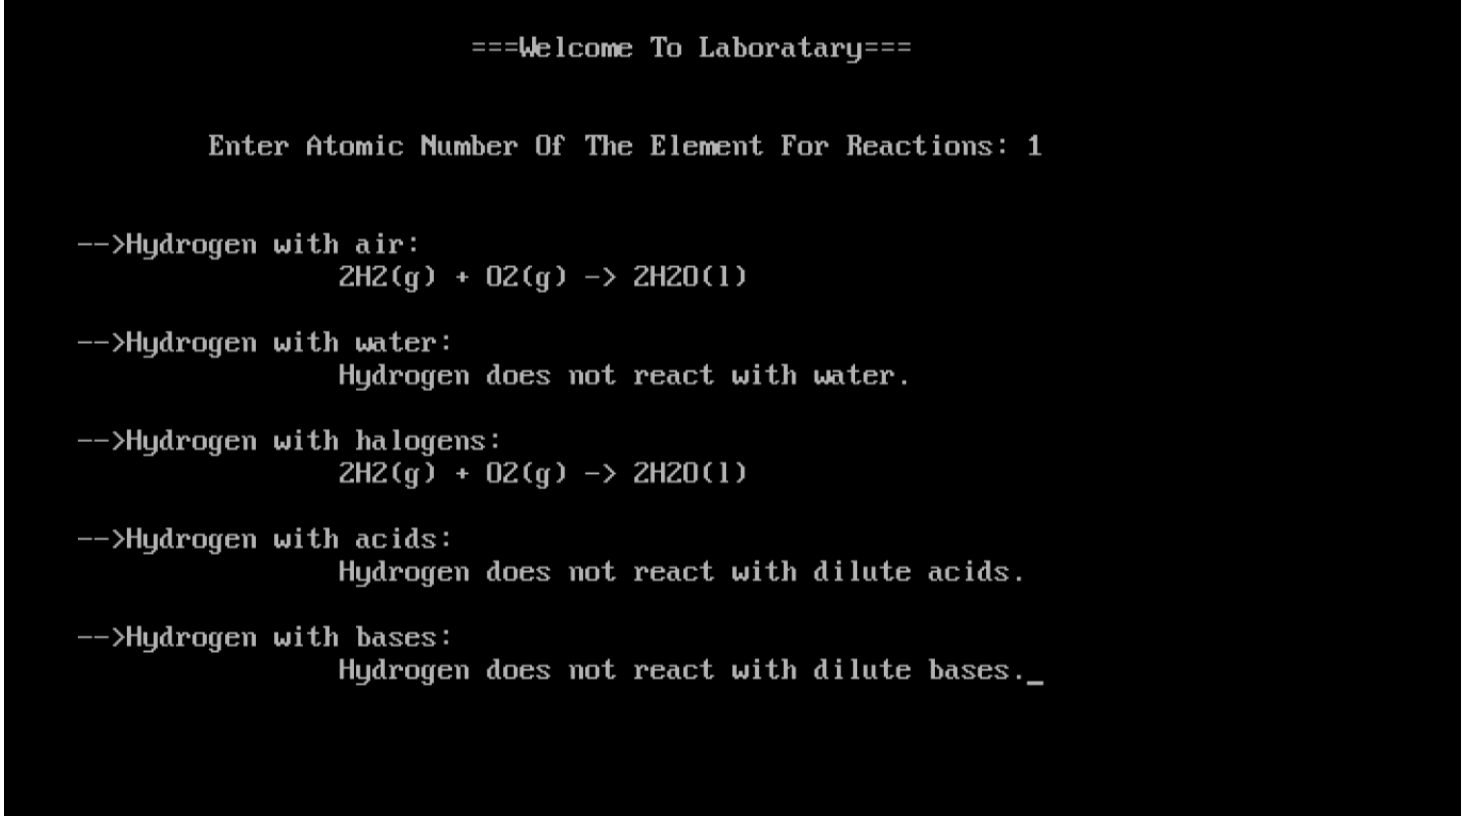 ===Welcome To Laboratary===
Enter Atomic Number Of The Element For Reactions: 1
-->Hydrogen with air:
2H2(g) + O2(g) -> 2H2O(l)
-->Hydrogen with water:
Hydrogen does not react with water.
-->Hydrogen with halogens:
2H2(g) + O2(g) -> 2H2O(l)
-->Hydrogen with acids:
Hydrogen does not react with dilute acids.
-->Hydrogen with bases:
Hydrogen does not react with dilute bases._